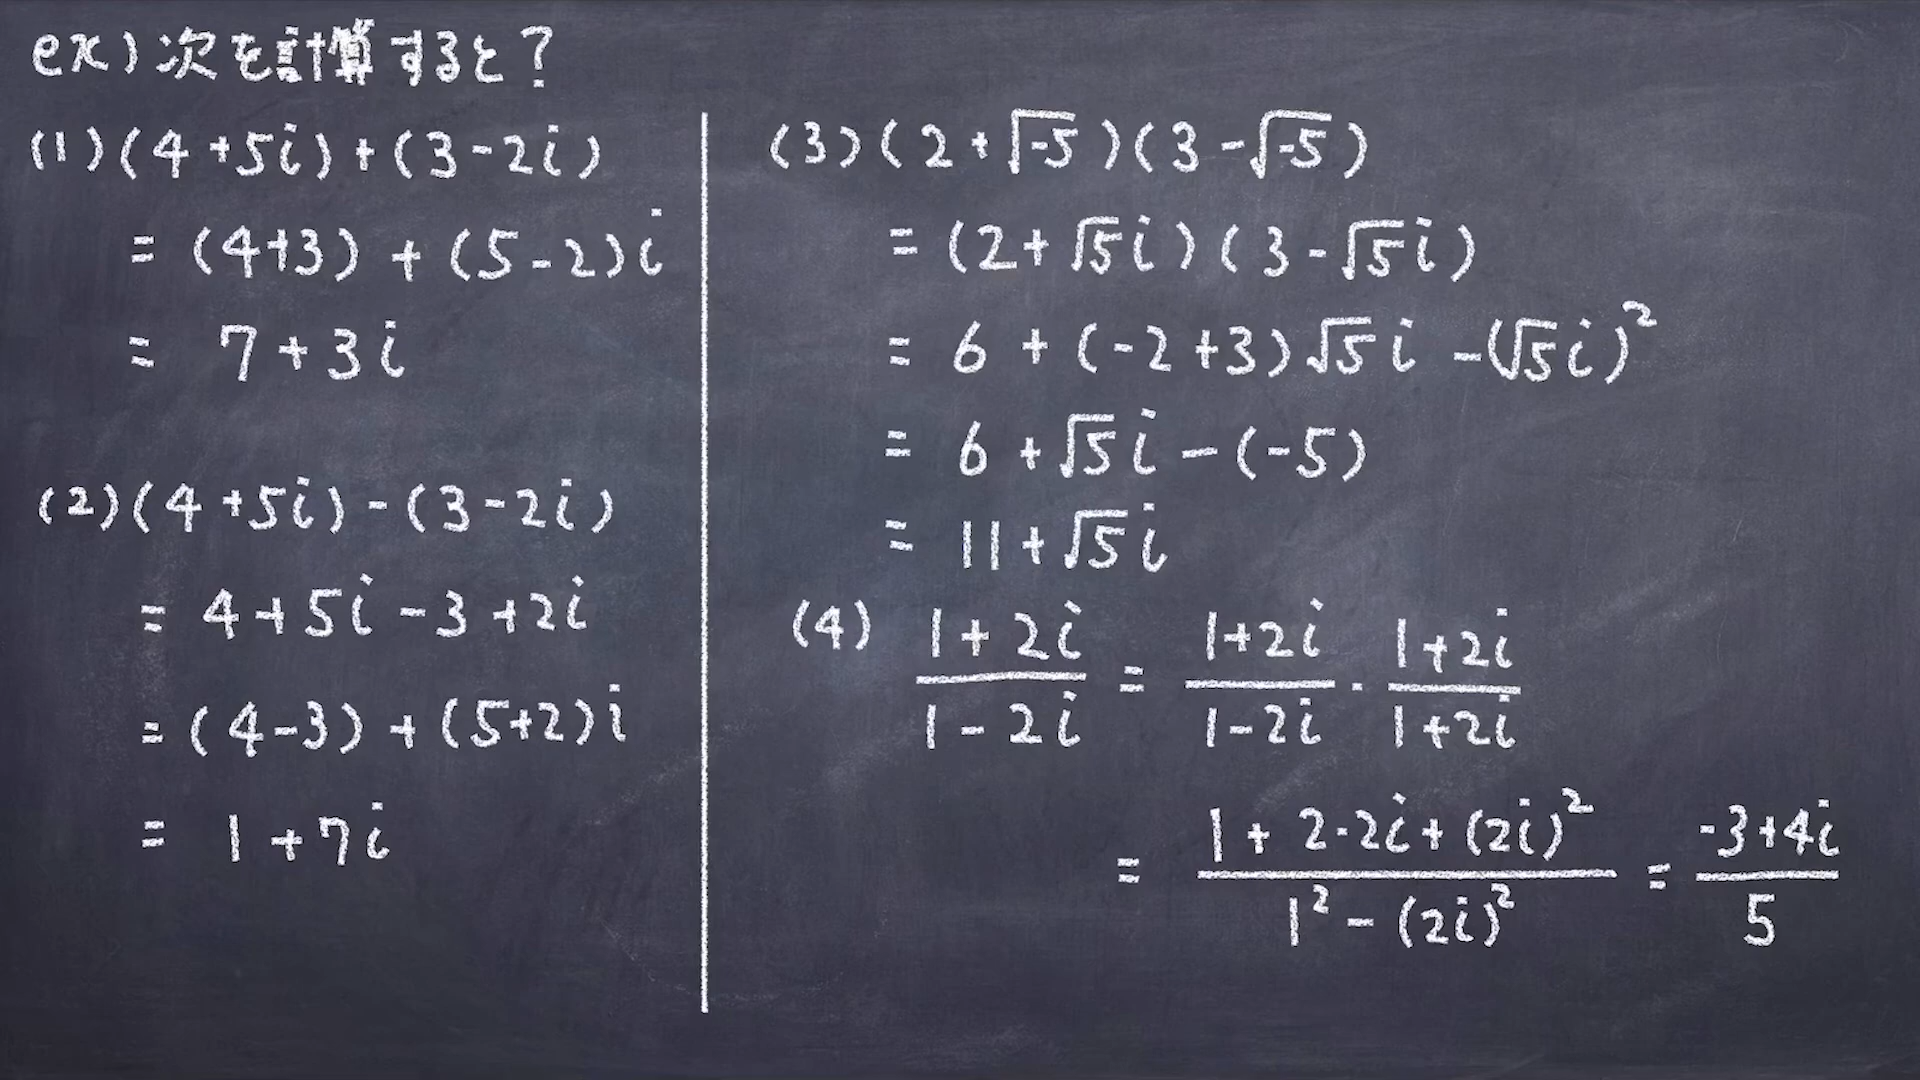 ex) 次を計算すると?
(1) (4+5i)+(3-2i)
= (4+3) + (5-2)i
= 7+3i
(2) (4+5i)-(3-2i)
= 4+5i-3+2i
= (4-3) + (5+2)i
= 1+7i
(3) (2+√-5)(3-√-5)
= (2+√5i)(3-√5i)
= 6 + (-2+3)√5i -(√5i)²
= 6 + √5i - (-5)
= 11+√5i
(4) (1+2i)/(1-2i) = (1+2i)/(1-2i) · (1+2i)/(1+2i)
= (1+2·2i+(2i)²)/(1²-(2i)²) = (-3+4i)/5